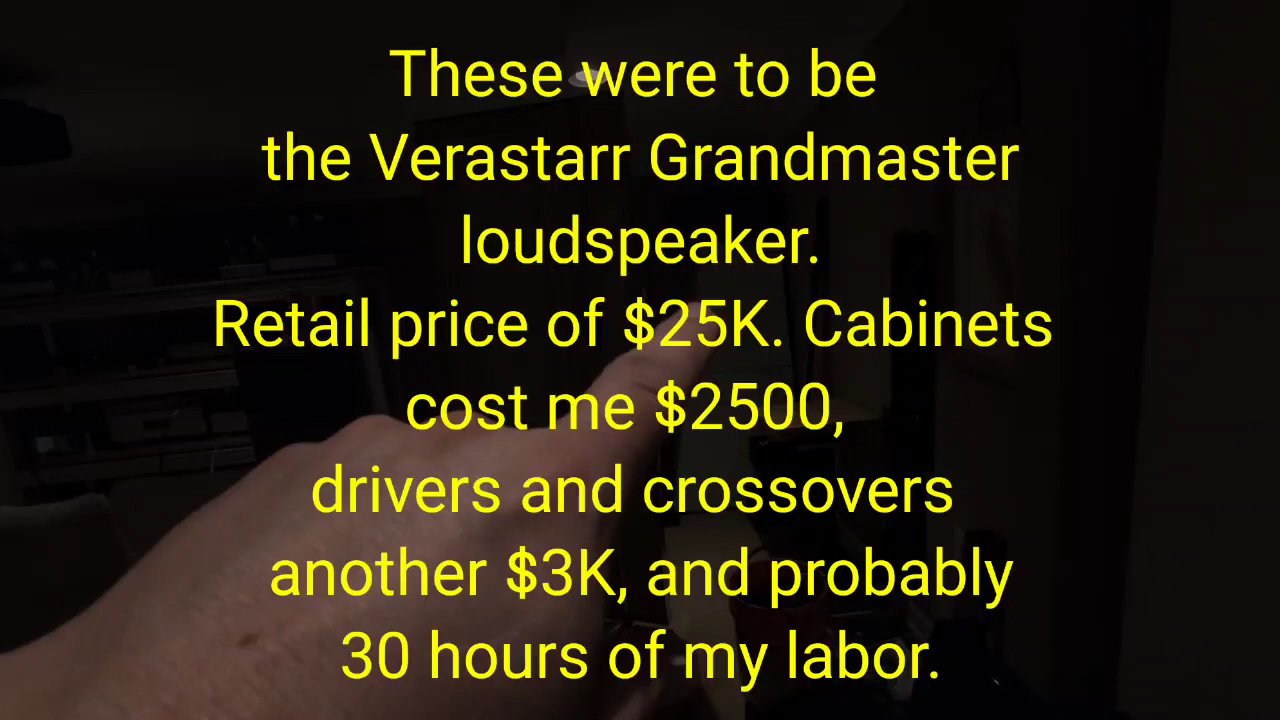 These were to be
the Verastarr Grandmaster
loudspeaker.
Retail price of $25K. Cabinets
cost me $2500,
drivers and crossovers
another $3K, and probably
30 hours of my labor.